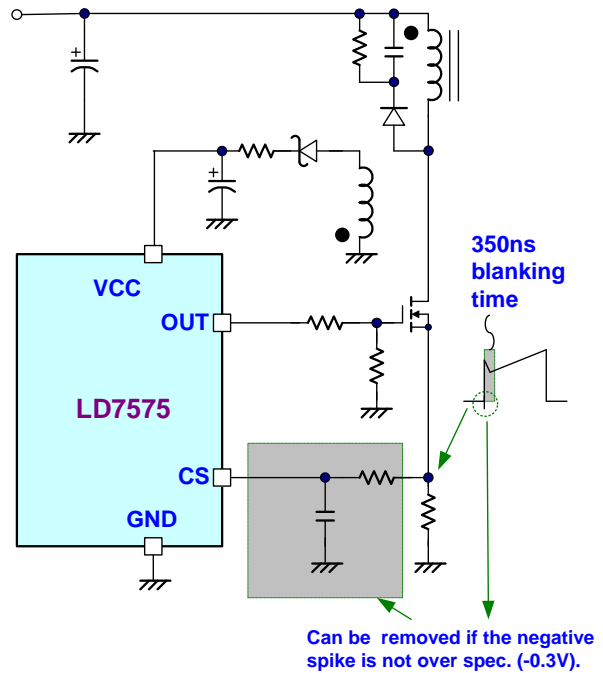 +
+
350ns
blanking
time
VCC
OUT
LD7575
CS
GND
Can be removed if the negative
spike is not over spec. (-0.3V).